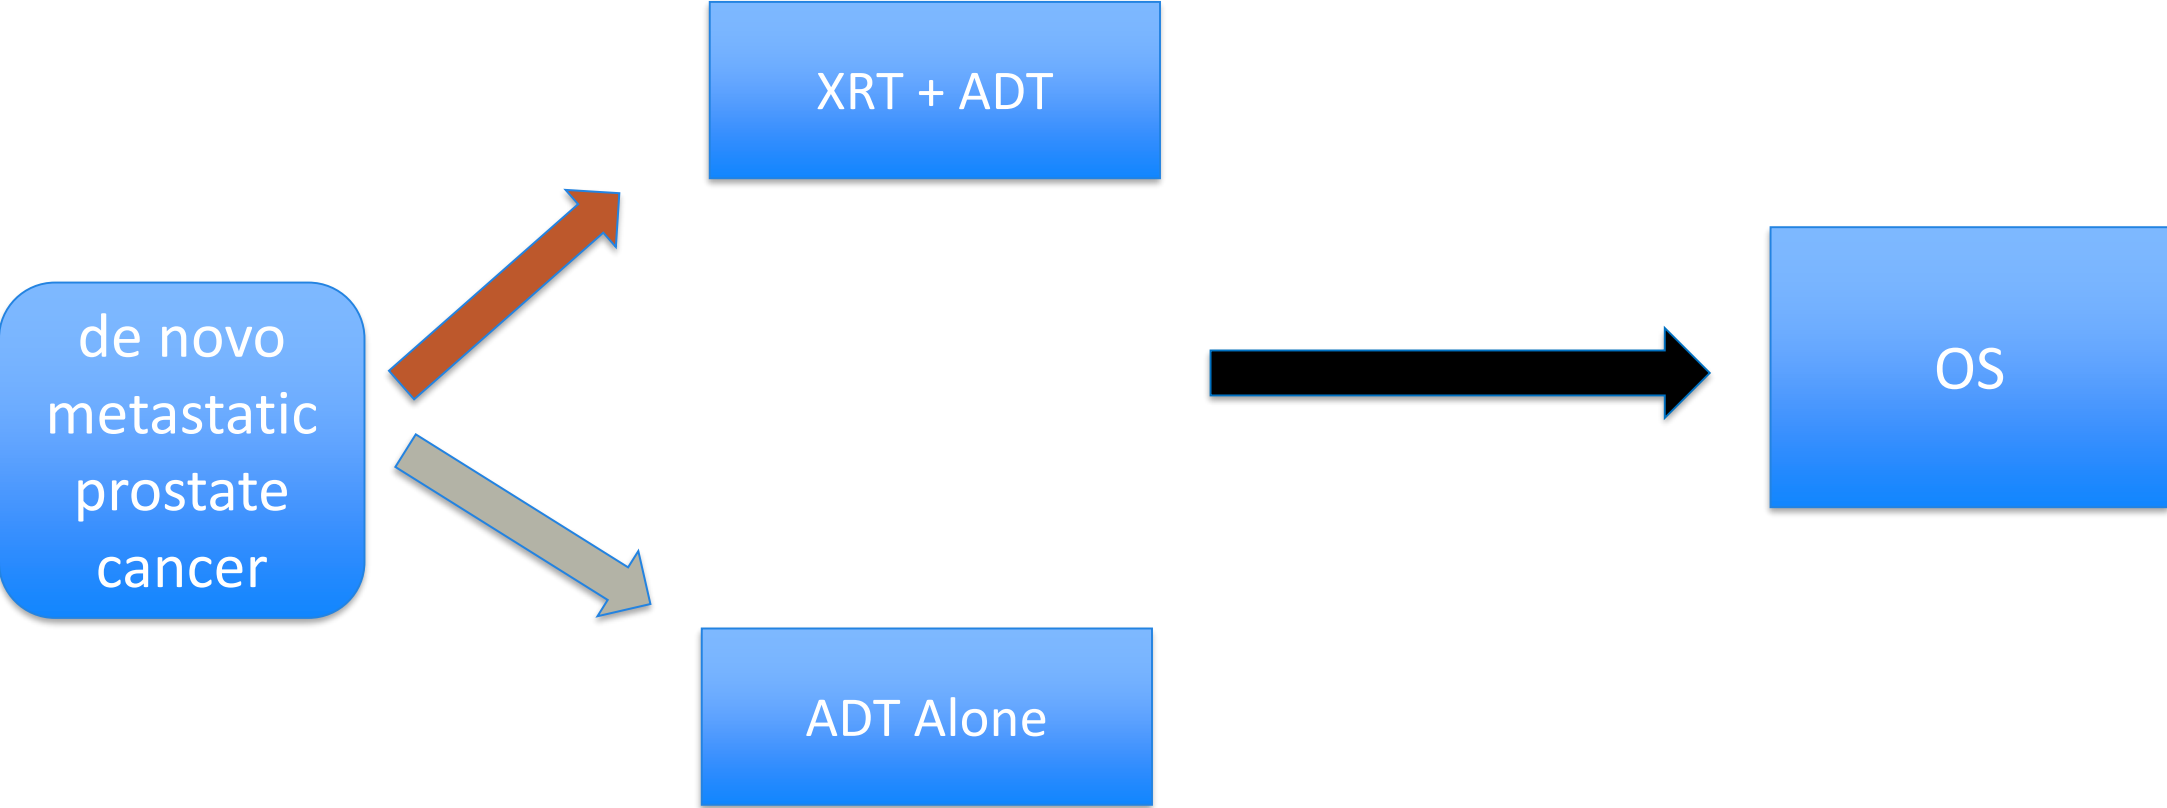 XRT + ADT
de novo
metastatic
prostate
cancer
OS
ADT Alone